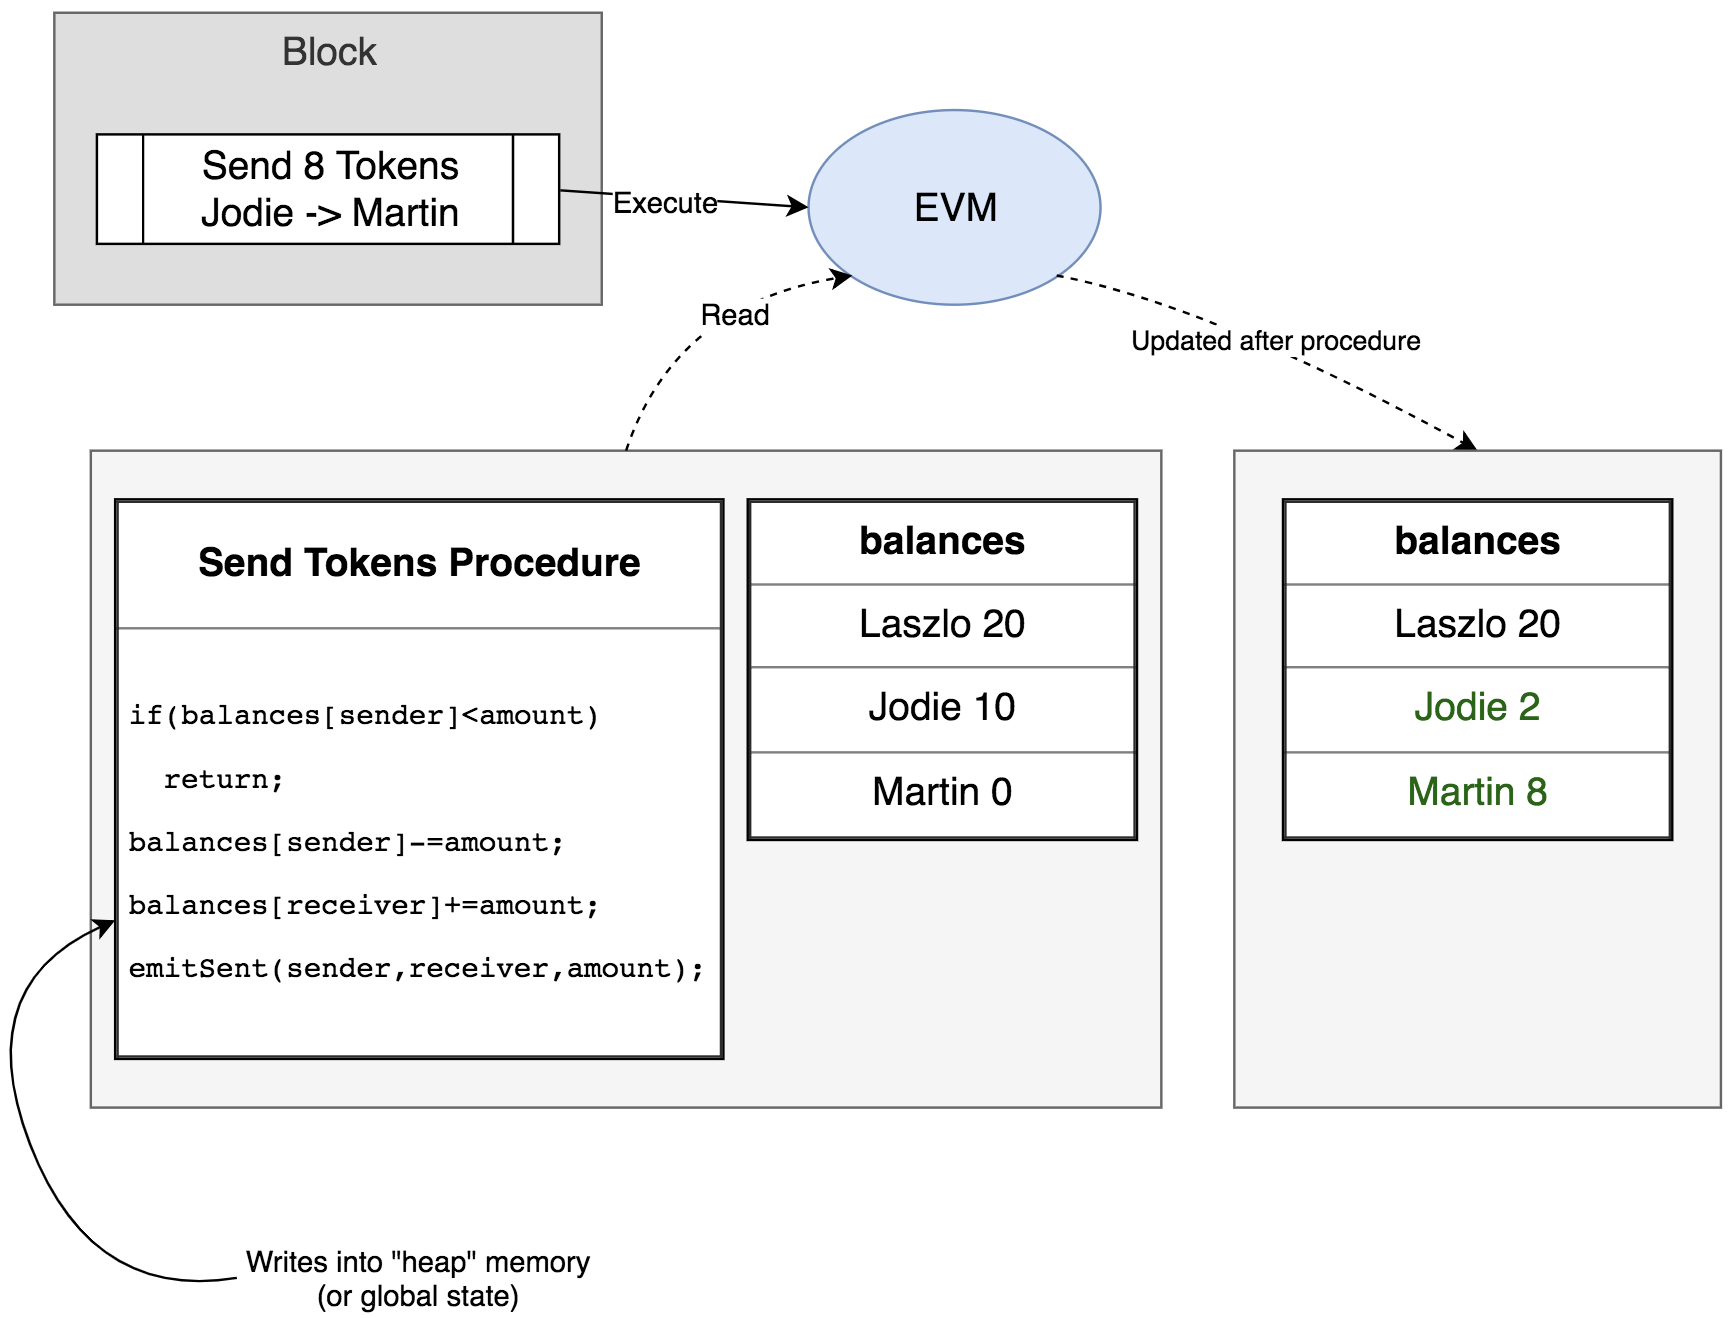 Block
Send 8 Tokens
Jodie -> Martin
Execute
EVM
Read
Updated after procedure
Send Tokens Procedure
if(balances[sender]<amount)
return;
balances[sender]-=amount;
balances[receiver]+=amount;
emitSent(sender,receiver,amount);
balances
Laszlo 20
Jodie 10
Martin 0
balances
Laszlo 20
Jodie 2
Martin 8
Writes into "heap" memory
(or global state)